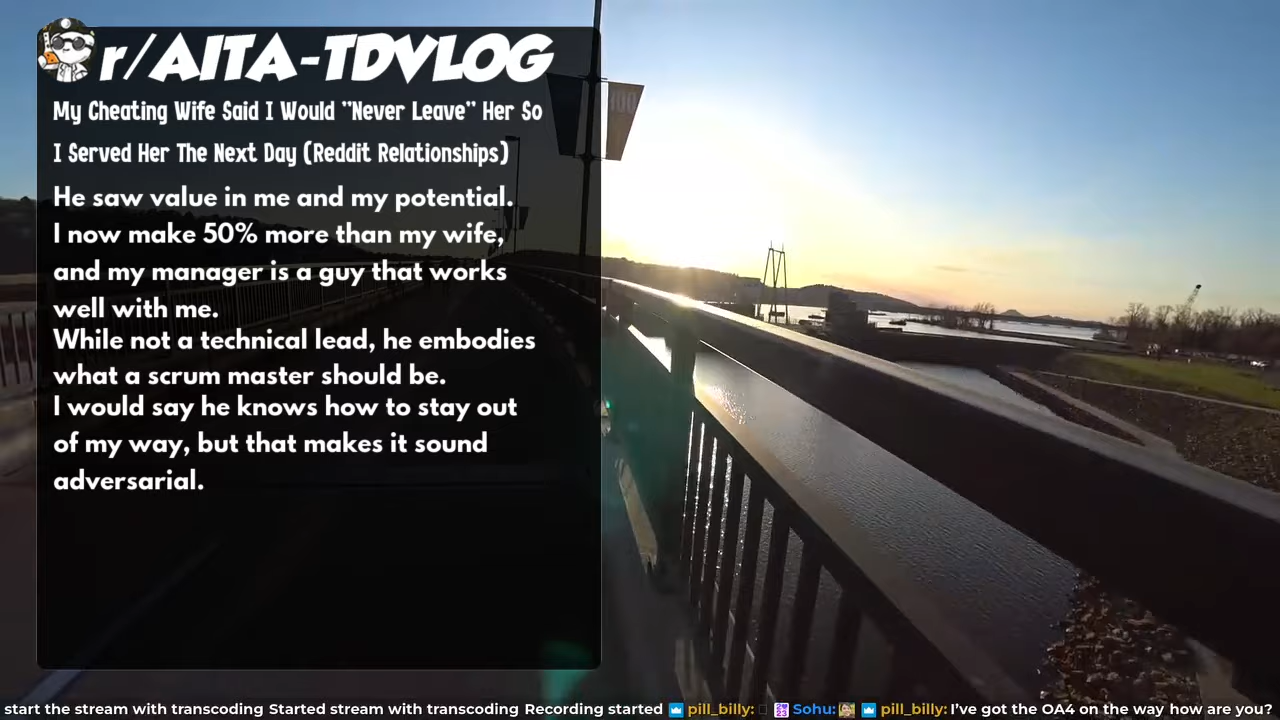 r/AITA-TDVLOG
My Cheating Wife Said I Would "Never Leave" Her So
I Served Her The Next Day (Reddit Relationships)
He saw value in me and my potential.
I now make 50% more than my wife,
and my manager is a guy that works
well with me.
While not a technical lead, he embodies
what a scrum master should be.
I would say he knows how to stay out
of my way, but that makes it sound
adversarial.
100
start the stream with transcoding Started stream with transcoding Recording started pill_billy: Sohu: pill_billy: I've got the OA4 on the way how are you?